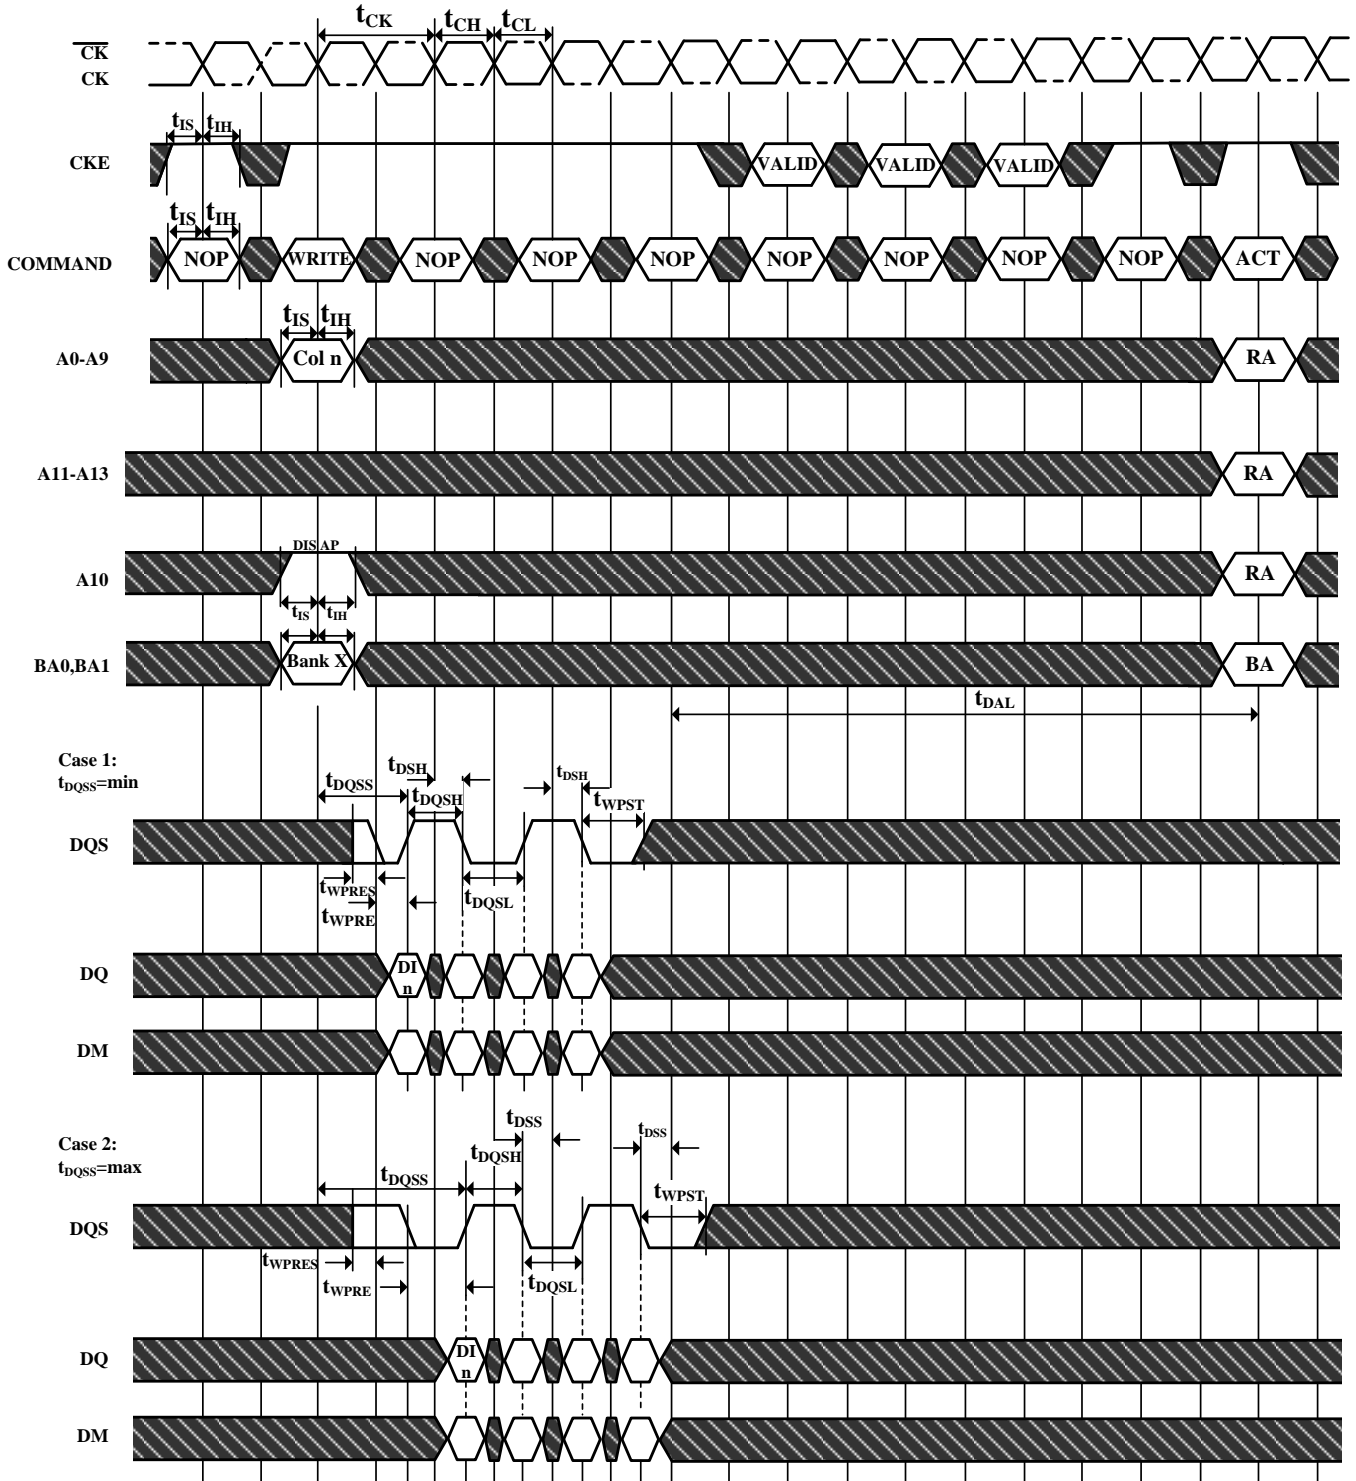 tCK tCH tCL
CK
CK
tIS tIH
CKE VALID VALID VALID
tIS tIH
COMMAND NOP WRITE NOP NOP NOP NOP NOP NOP NOP ACT
tIS tIH
A0-A9 Col n RA
A11-A13 RA
DIS AP
A10 RA
tIS tIH
BA0,BA1 Bank X BA
tDAL
Case 1:
tDQSS=min
tDQSS tDSH tDQSH tDSH tWPST
DQS
tWPRES tDQSL
tWPRE
DQ DI
n
DM
Case 2:
tDQSS=max
tDSS tDSS
tDQSS tDQSH tWPST
DQS
tWPRES tWPRE tDQSL
DQ DI
n
DM